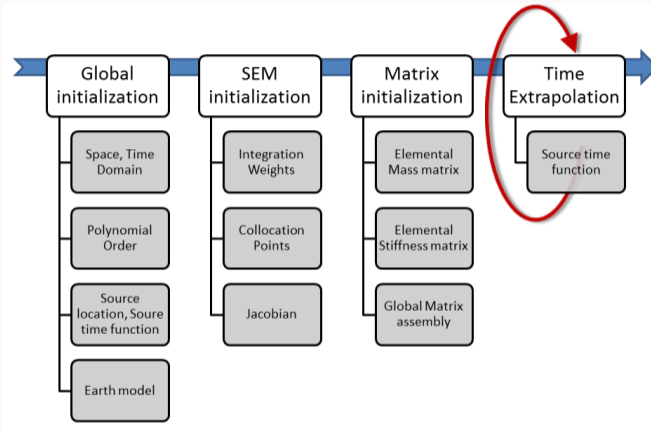 Global
initialization
Space, Time
Domain
Polynomial
Order
Source
location, Soure
time function
Earth model
SEM
initialization
Integration
Weights
Collocation
Points
Jacobian
Matrix
initialization
Elemental
Mass matrix
Elemental
Stiffness matrix
Global Matrix
assembly
Time
Extrapolation
Source time
function